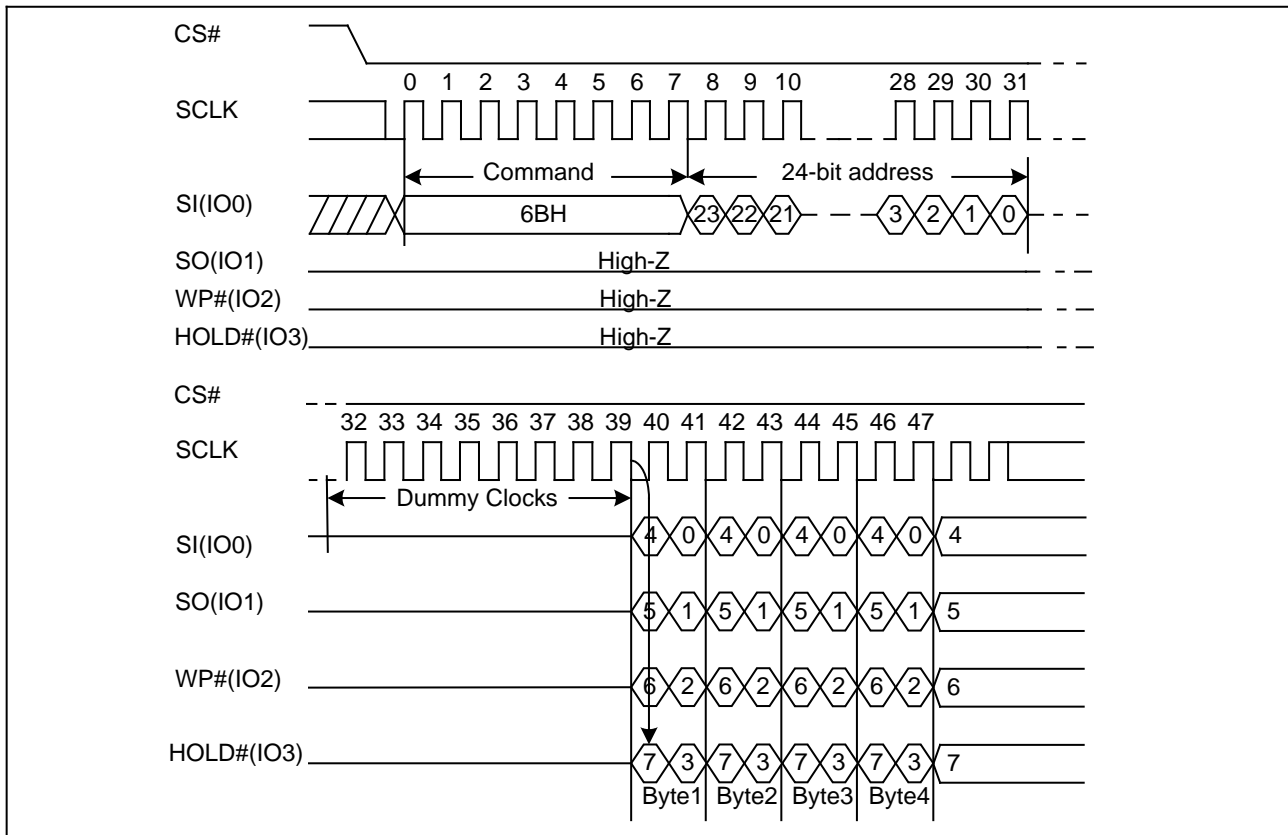 CS#
0 1 2 3 4 5 6 7 8 9 10 28 29 30 31
SCLK
Command 24-bit address
SI(IO0) 6BH 23 22 21 3 2 1 0
SO(IO1) High-Z
WP#(IO2) High-Z
HOLD#(IO3) High-Z
CS#
32 33 34 35 36 37 38 39 40 41 42 43 44 45 46 47
SCLK
Dummy Clocks
SI(IO0) 4 0 4 0 4 0 4 0 4
SO(IO1) 5 1 5 1 5 1 5 1 5
WP#(IO2) 6 2 6 2 6 2 6 2 6
HOLD#(IO3) 7 3 7 3 7 3 7 3 7
Byte1 Byte2 Byte3 Byte4